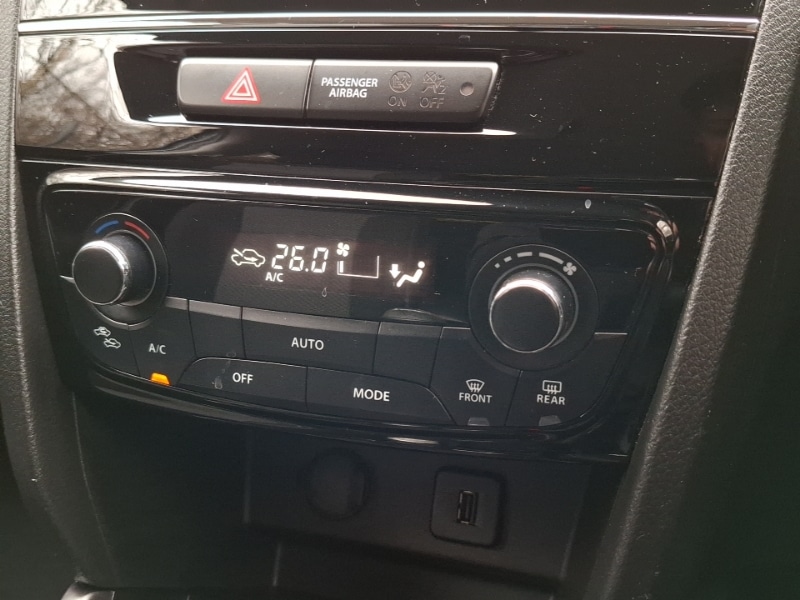 PASSENGER
AIRBAG
ON OFF
26.0
A/C
AUTO
A/C
OFF
MODE
FRONT
REAR